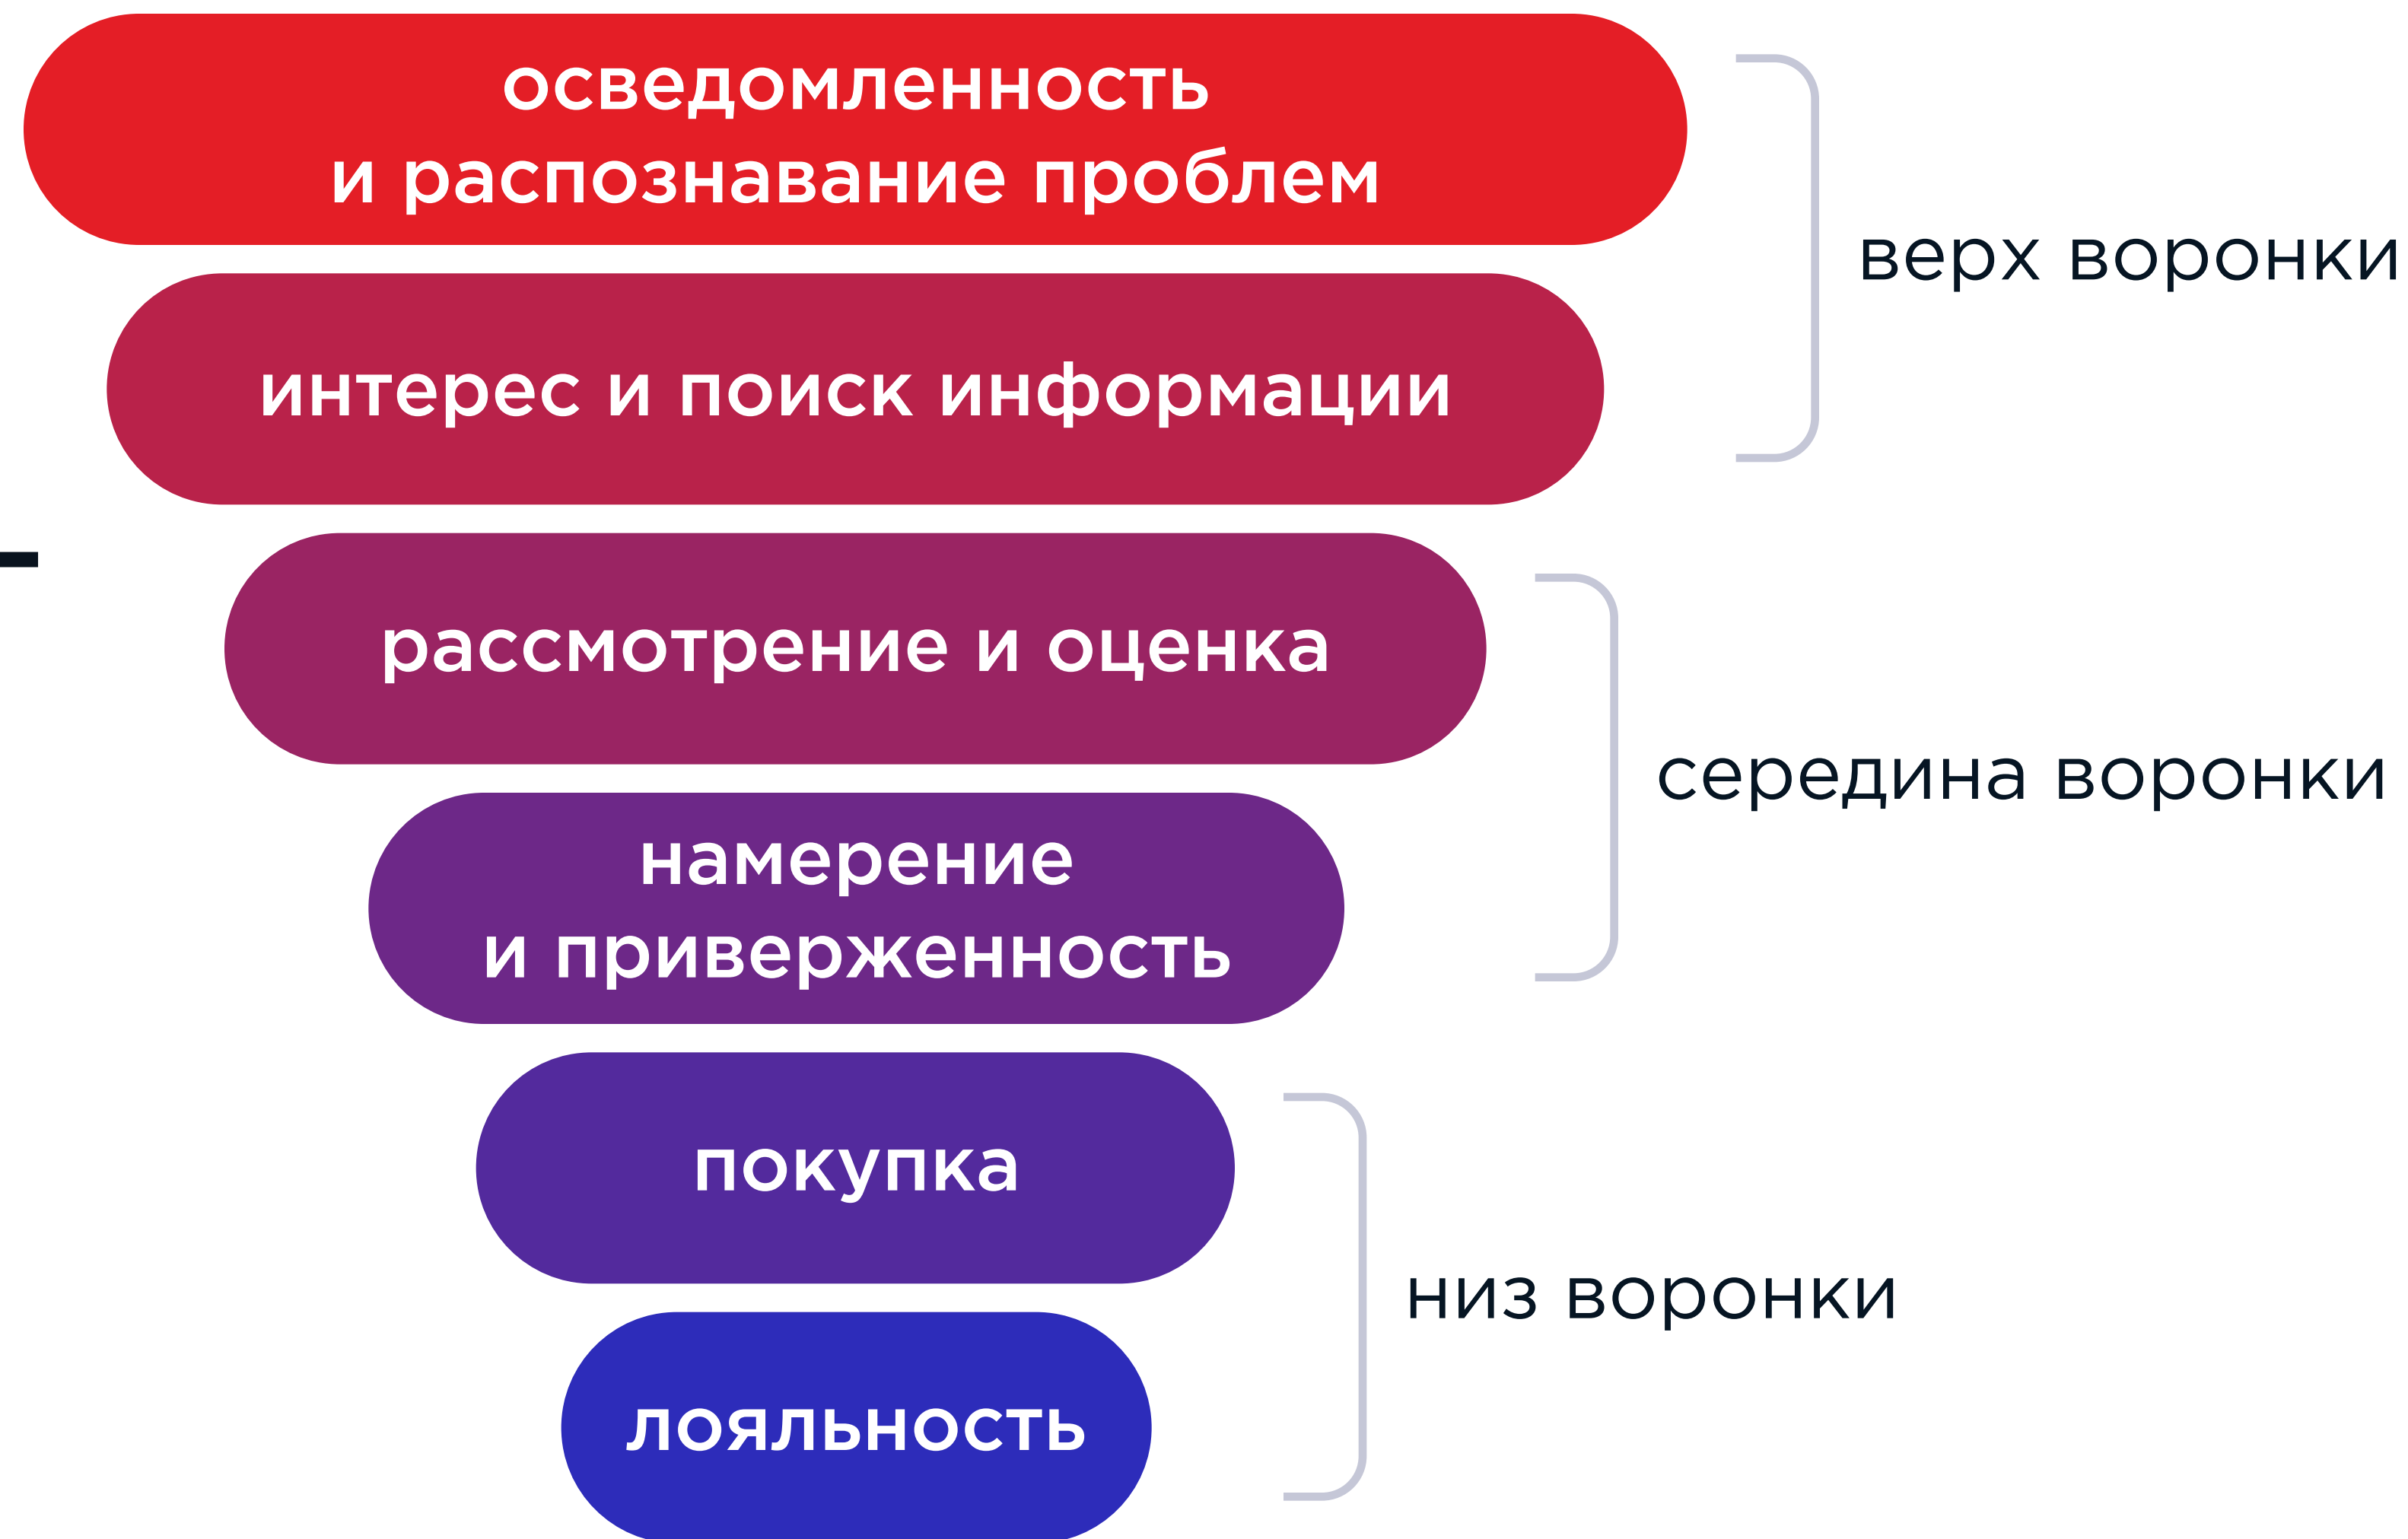 осведомленность
и распознавание проблем
верх воронки
интерес и поиск информации
рассмотрение и оценка
середина воронки
намерение
и приверженность
покупка
низ воронки
лояльность